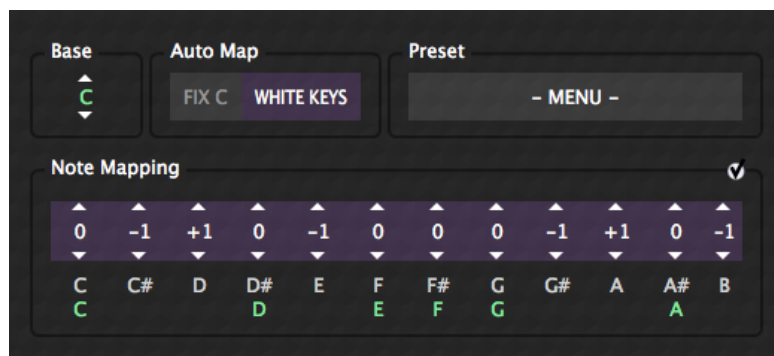 Base Auto Map Preset
C FIX C WHITE KEYS – MENU –
Note Mapping
0 -1 +1 0 -1 0 0 0 -1 +1 0 -1
C C# D D# E F F# G G# A A# B
C D E F G A